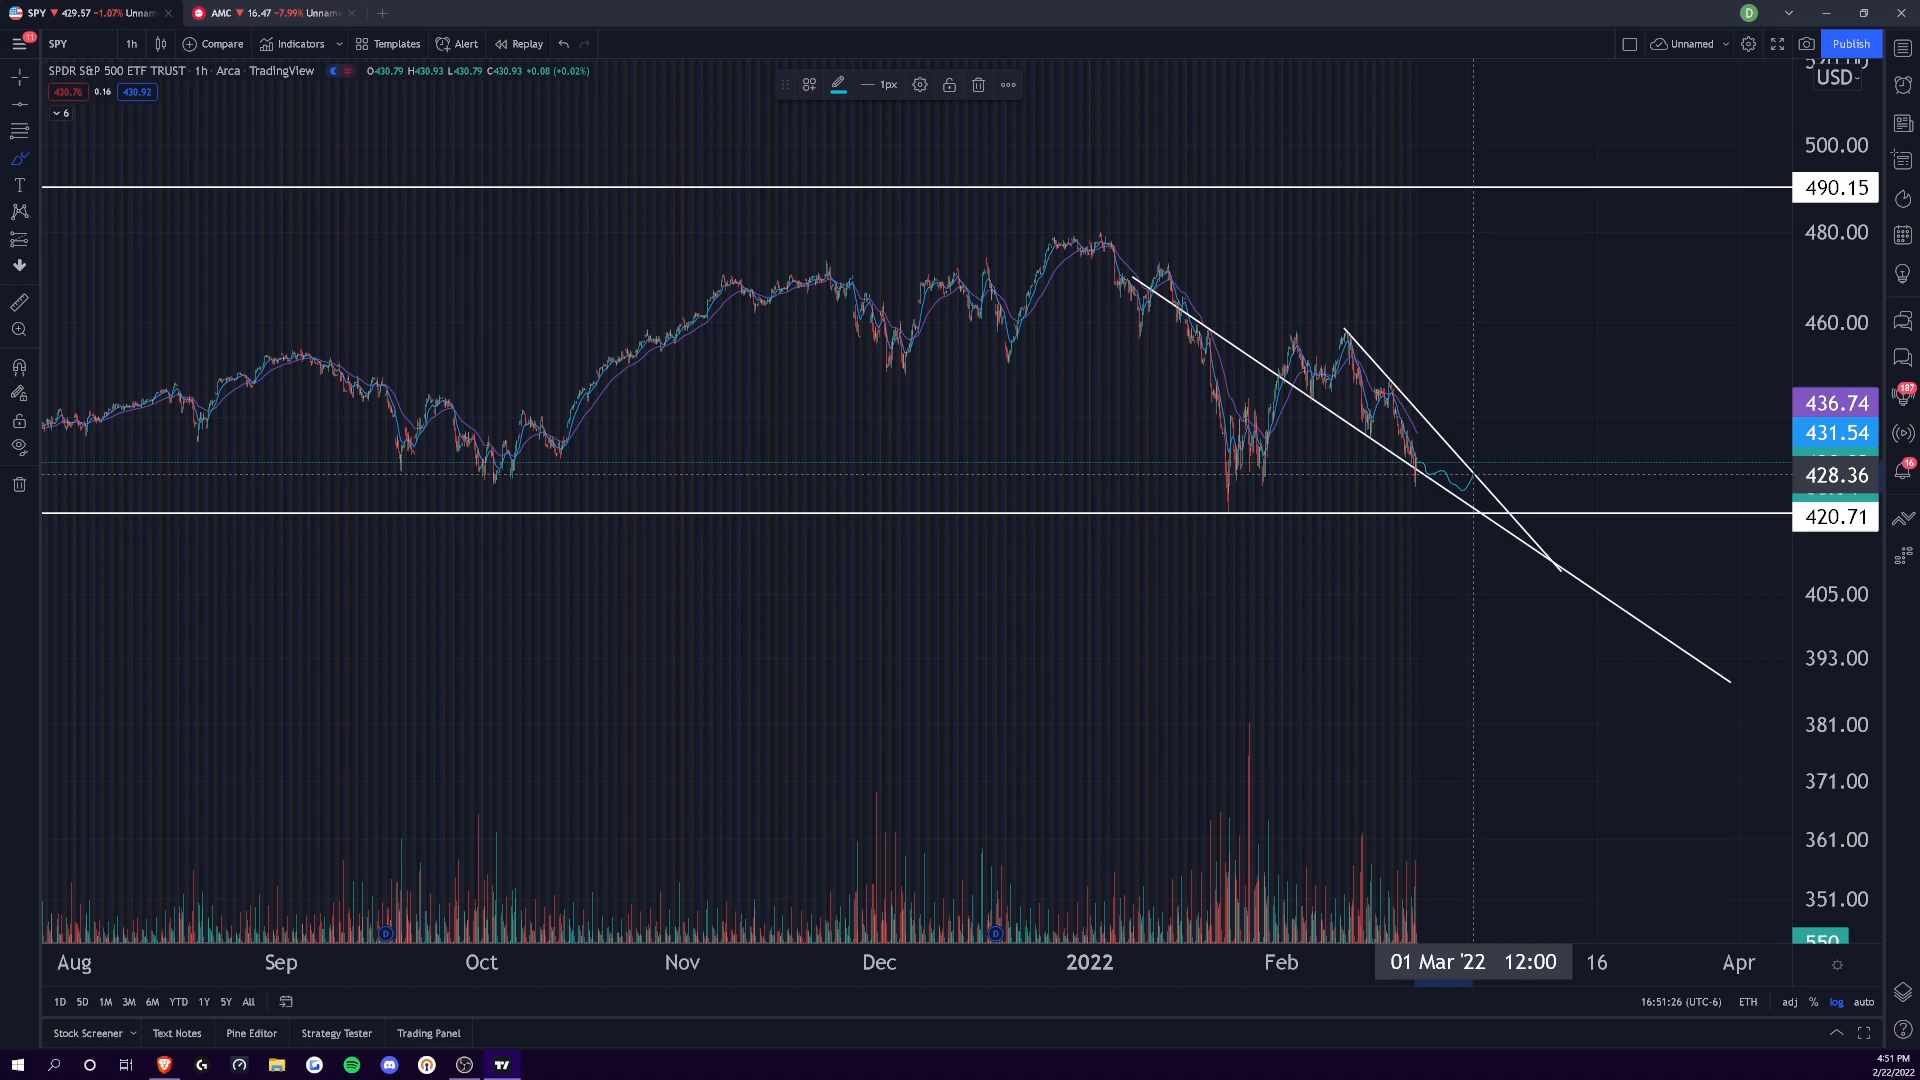 SPY ▼ 429.57 −1.07% Unnam
AMC ▼ 16.47 −7.99% Unnam
D
11
SPY
1h
Compare
Indicators
Templates
Alert
Replay
Unnamed
Publish
SPDR S&P 500 ETF TRUST · 1h · Arca · TradingView
O430.79 H430.93 L430.79 C430.93 +0.08 (+0.02%)
430.76 0.16 430.92
6
1px
USD
500.00
490.15
480.00
460.00
436.74
431.54
428.36
420.71
405.00
393.00
381.00
371.00
361.00
351.00
550
187
16
D
D
Aug
Sep
Oct
Nov
Dec
2022
Feb
01 Mar '22 12:00
16
Apr
1D 5D 1M 3M 6M YTD 1Y 5Y All
16:51:26 (UTC-6) ETH adj % log auto
Stock Screener
Text Notes
Pine Editor
Strategy Tester
Trading Panel
4:51 PM
2/22/2022